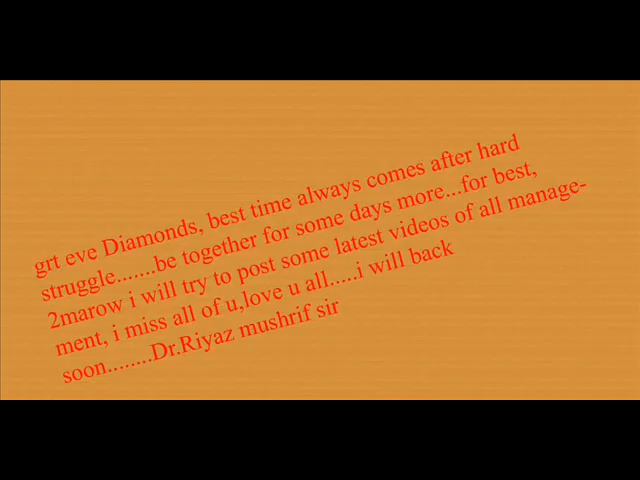 grt eve Diamonds, best time always comes after hard
struggle.......be together for some days more...for best,
2marow i will try to post some latest videos of all manage-
ment, i miss all of u,love u all.....i will back
soon........Dr.Riyaz mushrif sir